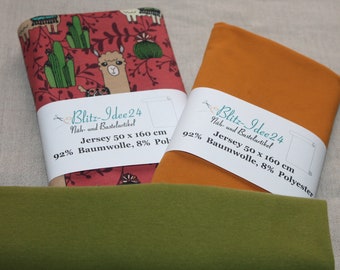 Blitz-Idee24
Näh- und Bastelartikel
Jersey 50 x 160 cm
92% Baumwolle, 8% Polyester
Blitz-Idee24
Näh- und Bastelartikel
Jersey 50 x 160 cm
92% Baumwolle, 8% Polyester